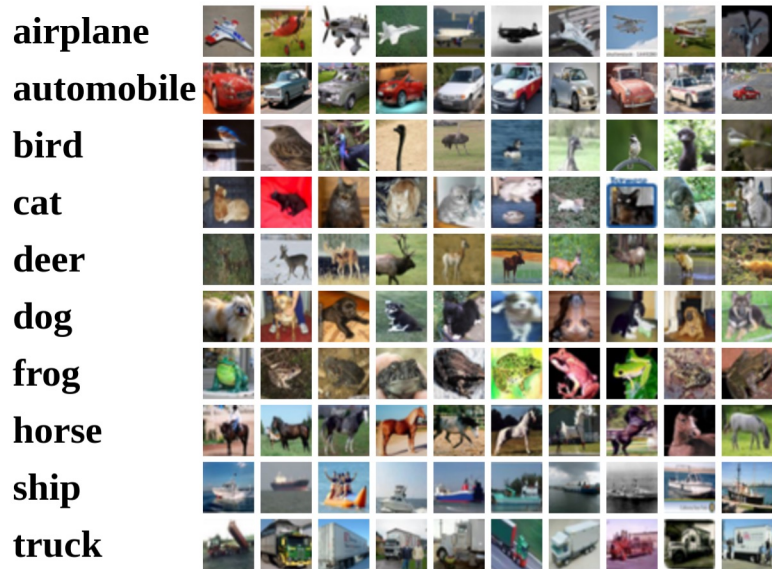 airplane
automobile
bird
cat
deer
dog
frog
horse
ship
truck